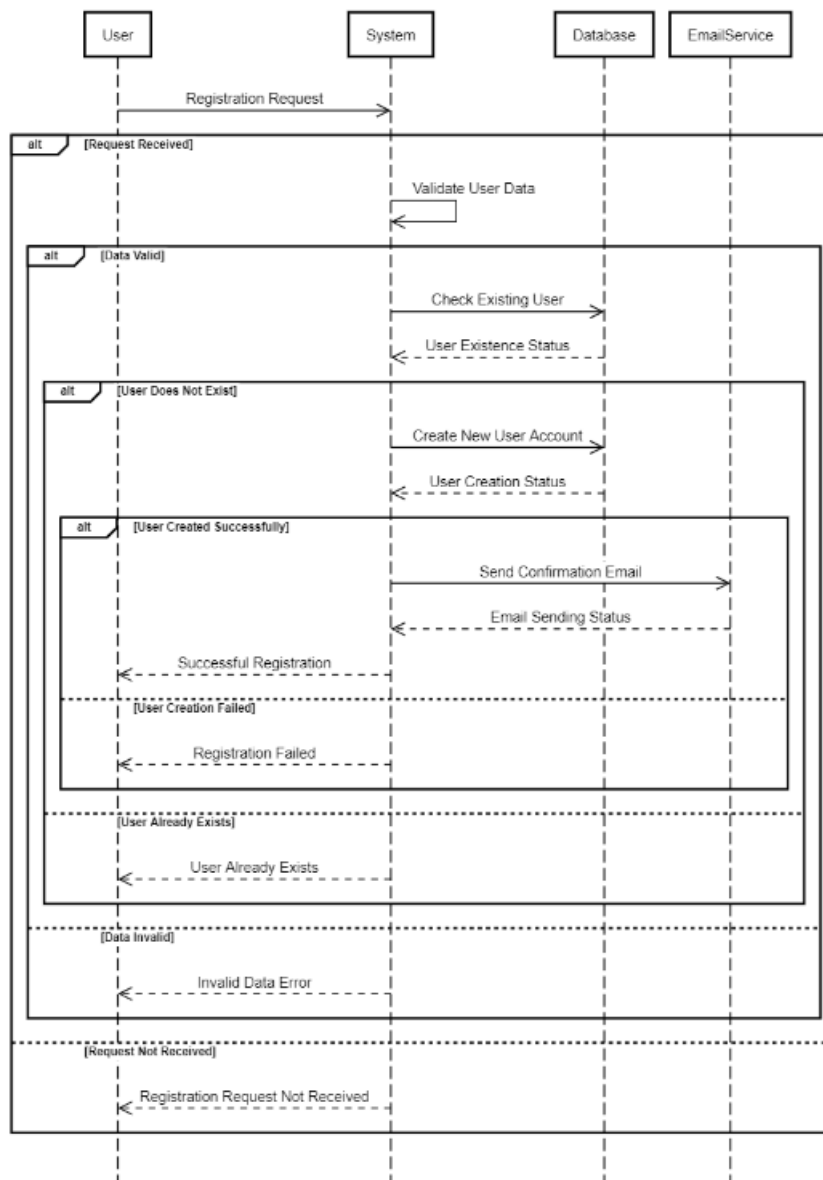 User System Database EmailService
Registration Request
alt [Request Received]
Validate User Data
alt [Data Valid]
Check Existing User
User Existence Status
alt [User Does Not Exist]
Create New User Account
User Creation Status
alt [User Created Successfully]
Send Confirmation Email
Email Sending Status
Successful Registration
[User Creation Failed]
Registration Failed
[User Already Exists]
User Already Exists
[Data Invalid]
Invalid Data Error
[Request Not Received]
Registration Request Not Received